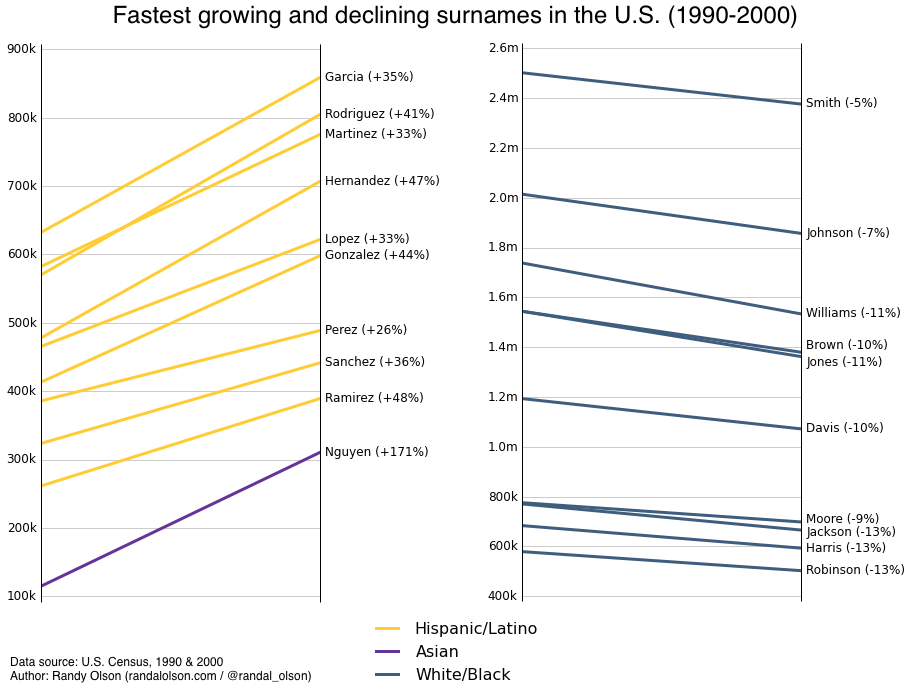 Fastest growing and declining surnames in the U.S. (1990-2000)
900k
800k
700k
600k
500k
400k
300k
200k
100k
Garcia (+35%)
Rodriguez (+41%)
Martinez (+33%)
Hernandez (+47%)
Lopez (+33%)
Gonzalez (+44%)
Perez (+26%)
Sanchez (+36%)
Ramirez (+48%)
Nguyen (+171%)
2.6m
2.4m
2.2m
2.0m
1.8m
1.6m
1.4m
1.2m
1.0m
800k
600k
400k
Smith (-5%)
Johnson (-7%)
Williams (-11%)
Brown (-10%)
Jones (-11%)
Davis (-10%)
Moore (-9%)
Jackson (-13%)
Harris (-13%)
Robinson (-13%)
Hispanic/Latino
Asian
White/Black
Data source: U.S. Census, 1990 & 2000
Author: Randy Olson (randalolson.com / @randal_olson)